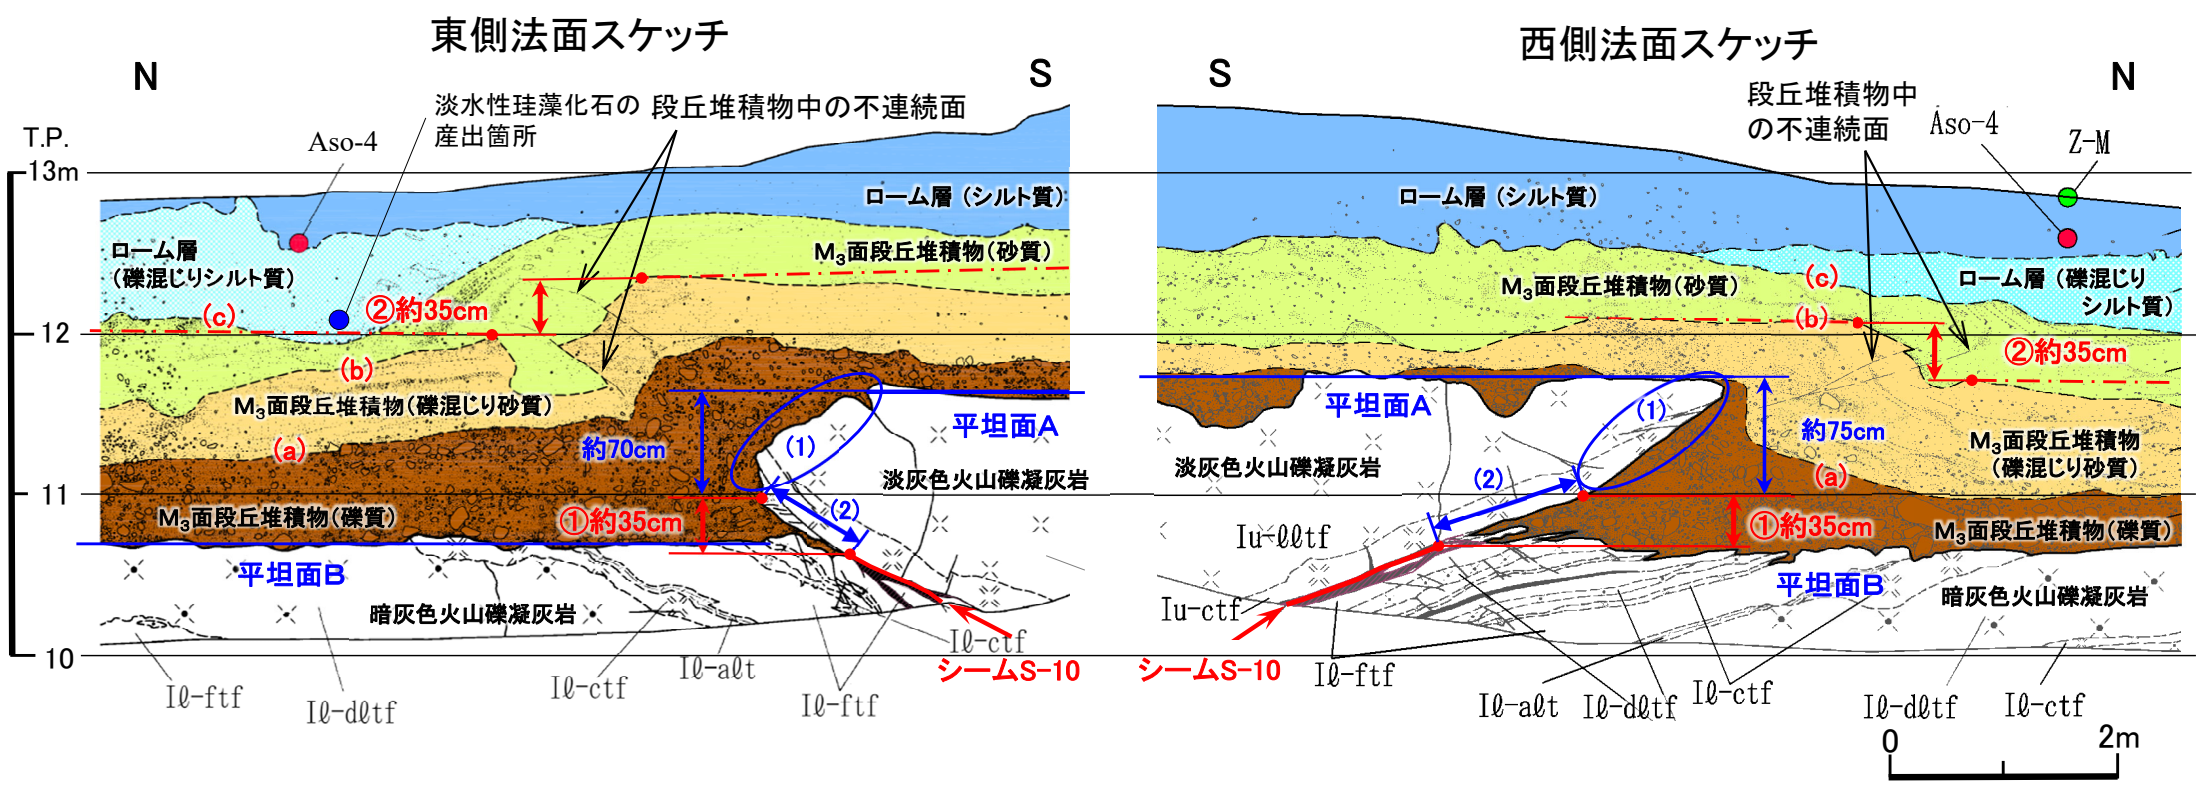 東側法面スケッチ
N
S
T.P.
13m
12
11
10
Aso-4
淡水性珪藻化石の
産出箇所
段丘堆積物中の不連続面
ローム層（シルト質）
ローム層
（礫混じりシルト質）
M₃面段丘堆積物（砂質）
(c)
②約35cm
(b)
M₃面段丘堆積物（礫混じり砂質）
(a)
約70cm
(1)
平坦面A
淡灰色火山礫凝灰岩
M₃面段丘堆積物（礫質）
①約35cm
(2)
平坦面B
暗灰色火山礫凝灰岩
Iℓ-ctf
シームS-10
Iℓ-ftf
Iℓ-dℓtf
Iℓ-ctf
Iℓ-aℓt
Iℓ-ftf
西側法面スケッチ
S
N
段丘堆積物中
の不連続面
Aso-4
Z-M
ローム層（シルト質）
(c)
ローム層（礫混じり
シルト質）
M₃面段丘堆積物（砂質）
(b)
②約35cm
平坦面A
(1)
約75cm
M₃面段丘堆積物
（礫混じり砂質）
淡灰色火山礫凝灰岩
(2)
(a)
①約35cm
M₃面段丘堆積物（礫質）
Iu-ℓℓtf
平坦面B
Iu-ctf
暗灰色火山礫凝灰岩
シームS-10
Iℓ-ftf
Iℓ-aℓt
Iℓ-dℓtf
Iℓ-ctf
Iℓ-dℓtf
Iℓ-ctf
0
2m